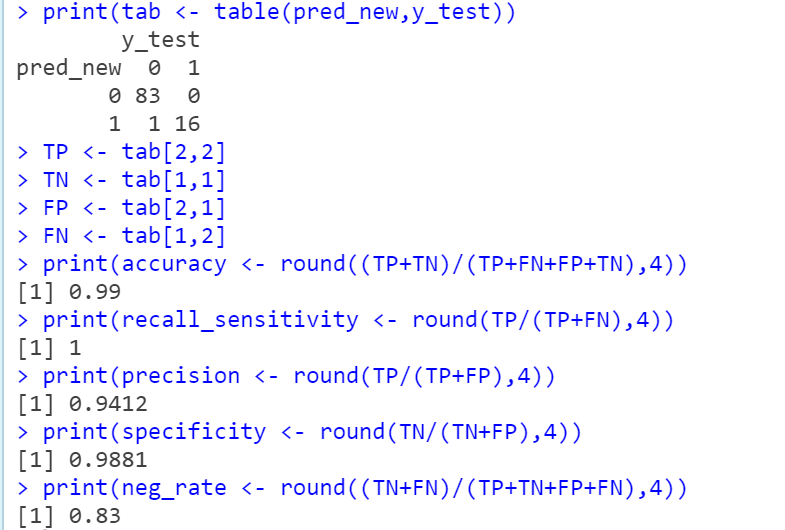 > print(tab <- table(pred_new,y_test))
        y_test
pred_new  0  1
       0 83  0
       1  1 16
> TP <- tab[2,2]
> TN <- tab[1,1]
> FP <- tab[2,1]
> FN <- tab[1,2]
> print(accuracy <- round((TP+TN)/(TP+FN+FP+TN),4))
[1] 0.99
> print(recall_sensitivity <- round(TP/(TP+FN),4))
[1] 1
> print(precision <- round(TP/(TP+FP),4))
[1] 0.9412
> print(specificity <- round(TN/(TN+FP),4))
[1] 0.9881
> print(neg_rate <- round((TN+FN)/(TP+TN+FP+FN),4))
[1] 0.83